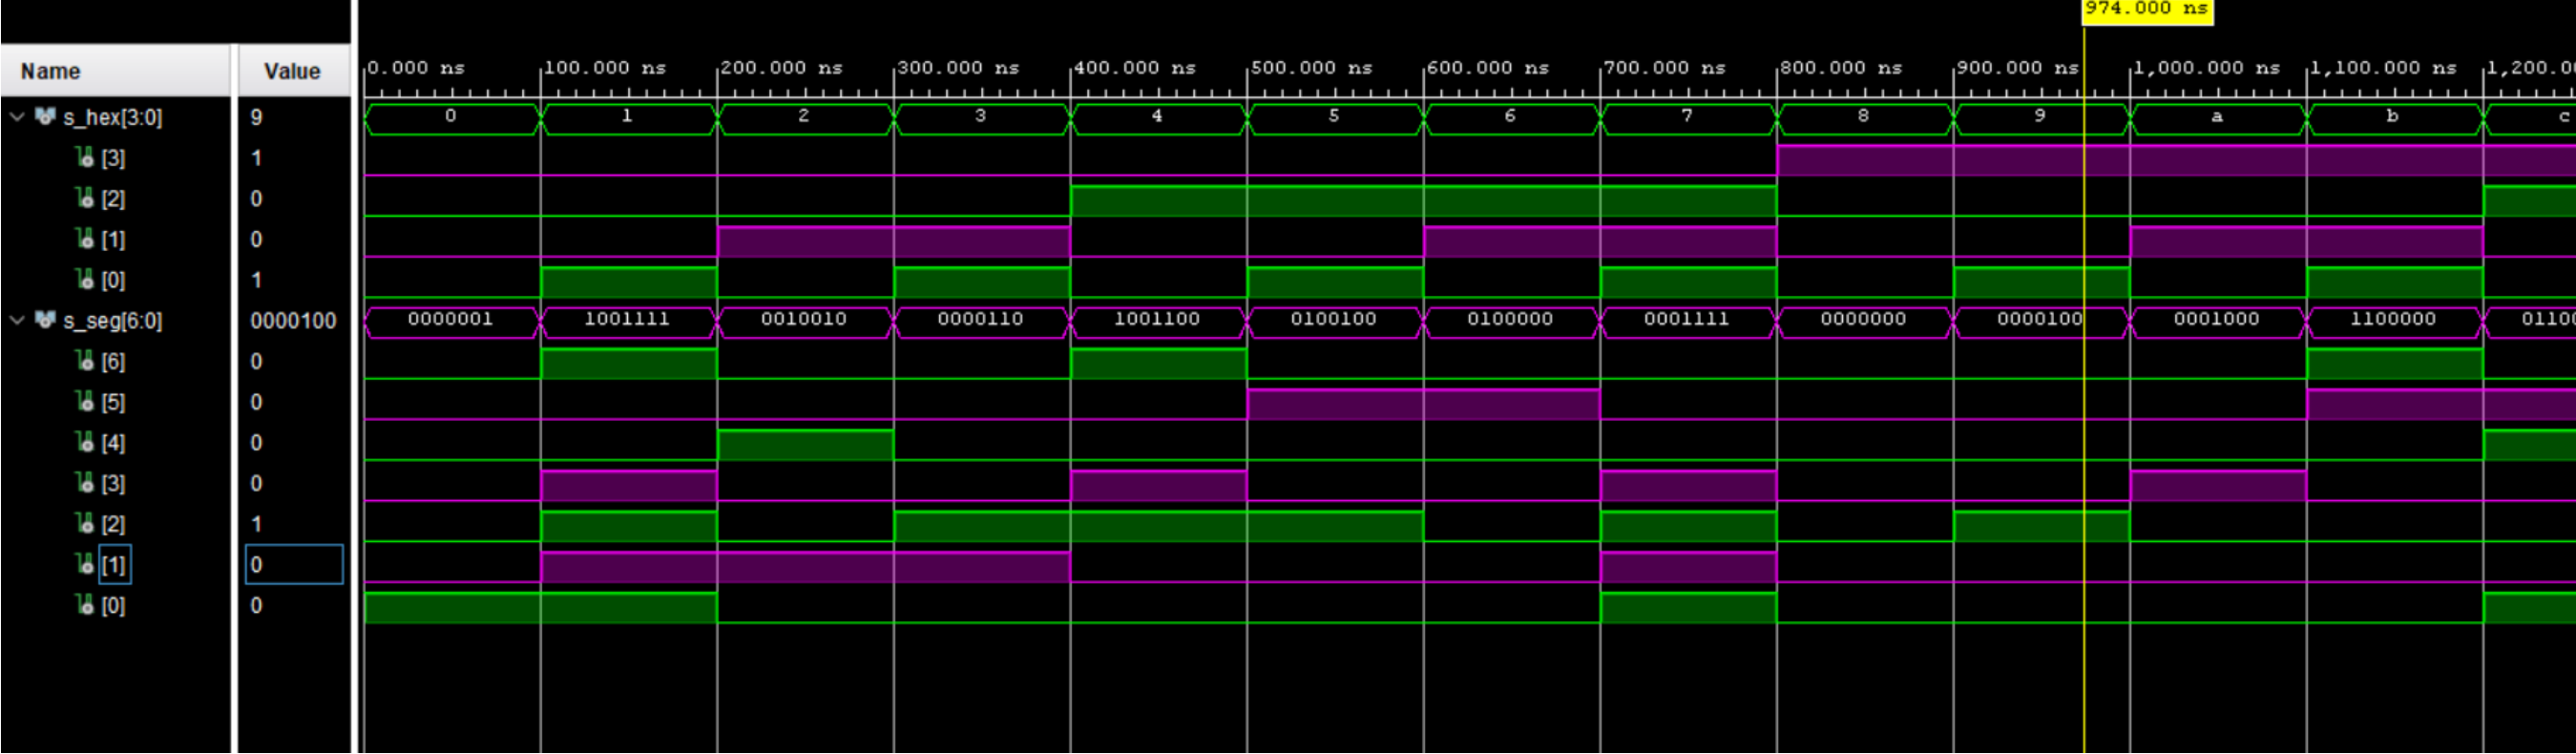 974.000 ns
Name Value 0.000 ns 100.000 ns 200.000 ns 300.000 ns 400.000 ns 500.000 ns 600.000 ns 700.000 ns 800.000 ns 900.000 ns 1,000.000 ns 1,100.000 ns 1,200.0
s_hex[3:0] 9 0 1 2 3 4 5 6 7 8 9 a b c
[3] 1
[2] 0
[1] 0
[0] 1
s_seg[6:0] 0000100 0000001 1001111 0010010 0000110 1001100 0100100 0100000 0001111 0000000 0000100 0001000 1100000 01100
[6] 0
[5] 0
[4] 0
[3] 0
[2] 1
[1] 0
[0] 0